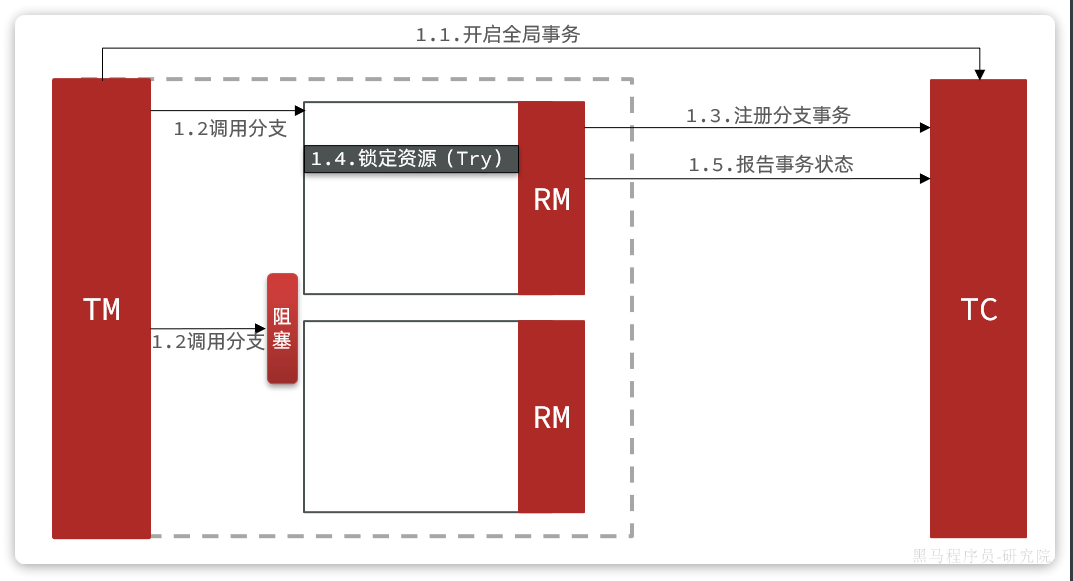 1.1.开启全局事务
1.2调用分支
1.3.注册分支事务
1.4.锁定资源（Try）
1.5.报告事务状态
RM
TM
TC
阻塞
1.2调用分支
RM
黑马程序员-研究院